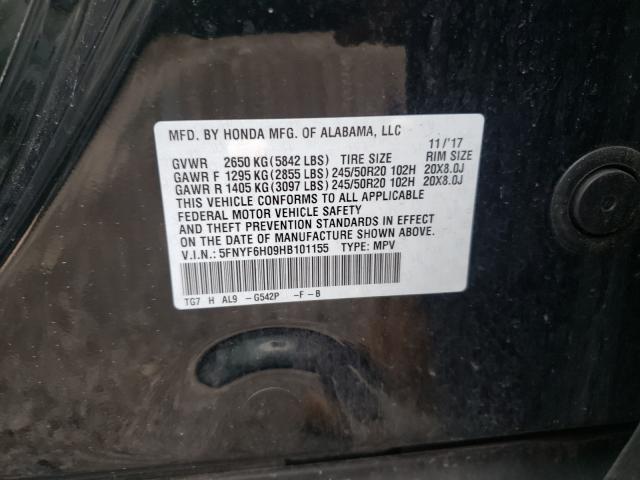 MFD. BY HONDA MFG. OF ALABAMA, LLC
11/'17
GVWR 2650 KG (5842 LBS) TIRE SIZE RIM SIZE
GAWR F 1295 KG (2855 LBS) 245/50R20 102H 20X8.0J
GAWR R 1405 KG (3097 LBS) 245/50R20 102H 20X8.0J
THIS VEHICLE CONFORMS TO ALL APPLICABLE
FEDERAL MOTOR VEHICLE SAFETY
AND THEFT PREVENTION STANDARDS IN EFFECT
ON THE DATE OF MANUFACTURE SHOWN ABOVE.
V.I.N.: 5FNYF6H09HB101155 TYPE: MPV
TG7 H AL9 -G542P -F -B